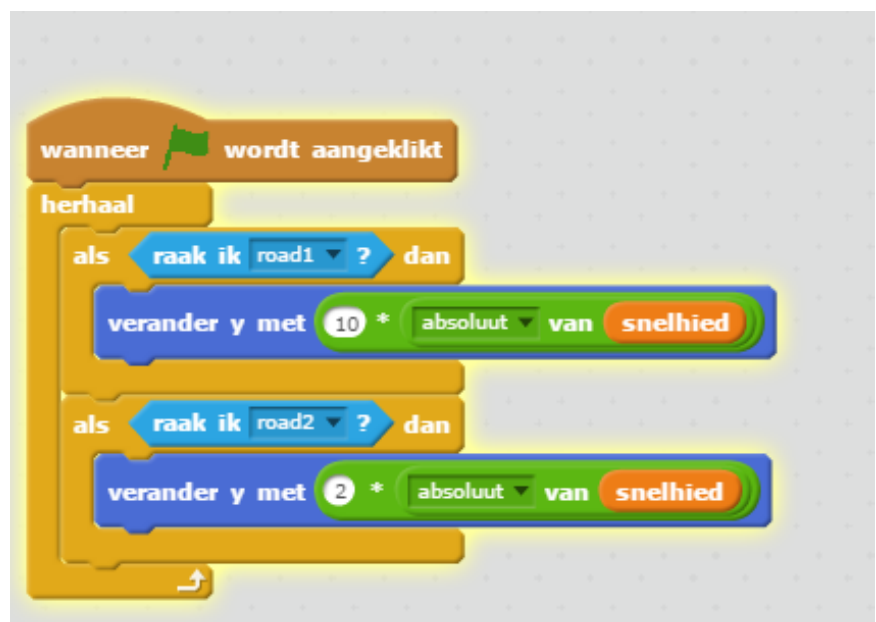 wanneer wordt aangeklikt
herhaal
als raak ik road1 ? dan
verander y met 10 * absoluut van snelhied
als raak ik road2 ? dan
verander y met 2 * absoluut van snelhied